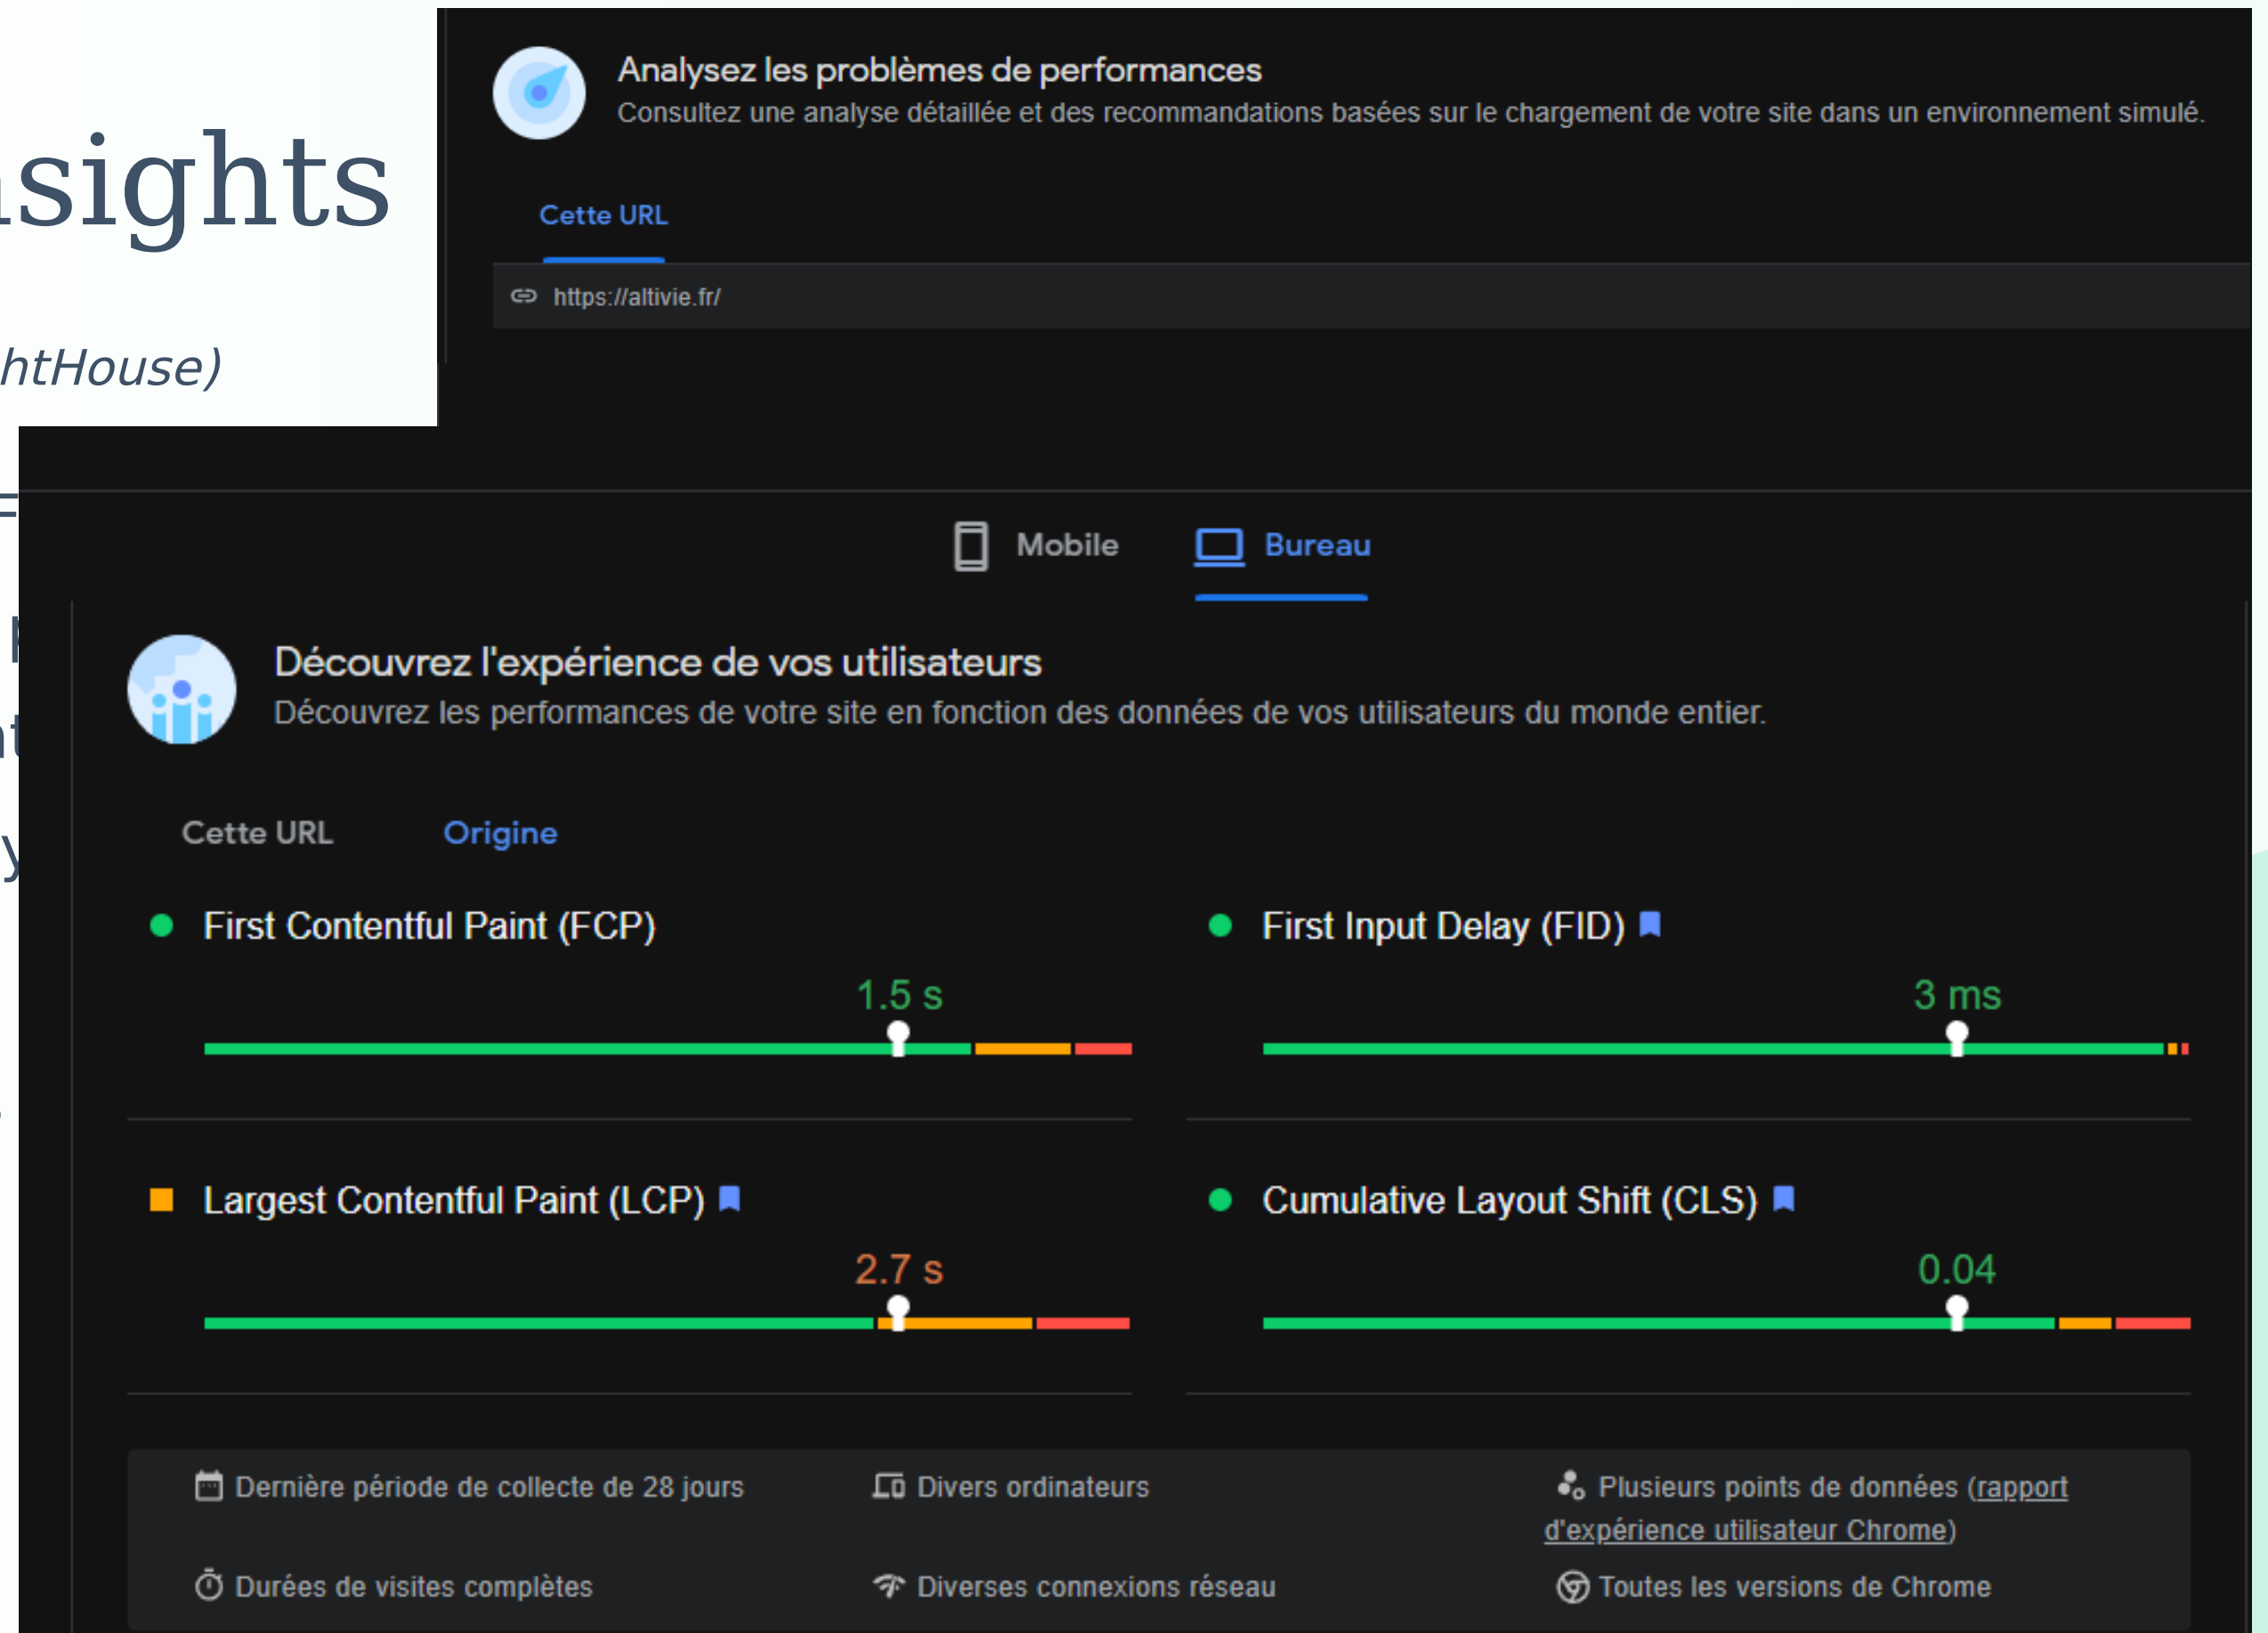 Analysez les problèmes de performances
Consultez une analyse détaillée et des recommandations basées sur le chargement de votre site dans un environnement simulé.
sights
Cette URL
https://altivie.fr/
htHouse)
Mobile
Bureau
Découvrez l'expérience de vos utilisateurs
Découvrez les performances de votre site en fonction des données de vos utilisateurs du monde entier.
Cette URL
Origine
First Contentful Paint (FCP)
1.5 s
First Input Delay (FID)
3 ms
Largest Contentful Paint (LCP)
2.7 s
Cumulative Layout Shift (CLS)
0.04
Dernière période de collecte de 28 jours
Divers ordinateurs
Plusieurs points de données (rapport
d'expérience utilisateur Chrome)
Durées de visites complètes
Diverses connexions réseau
Toutes les versions de Chrome